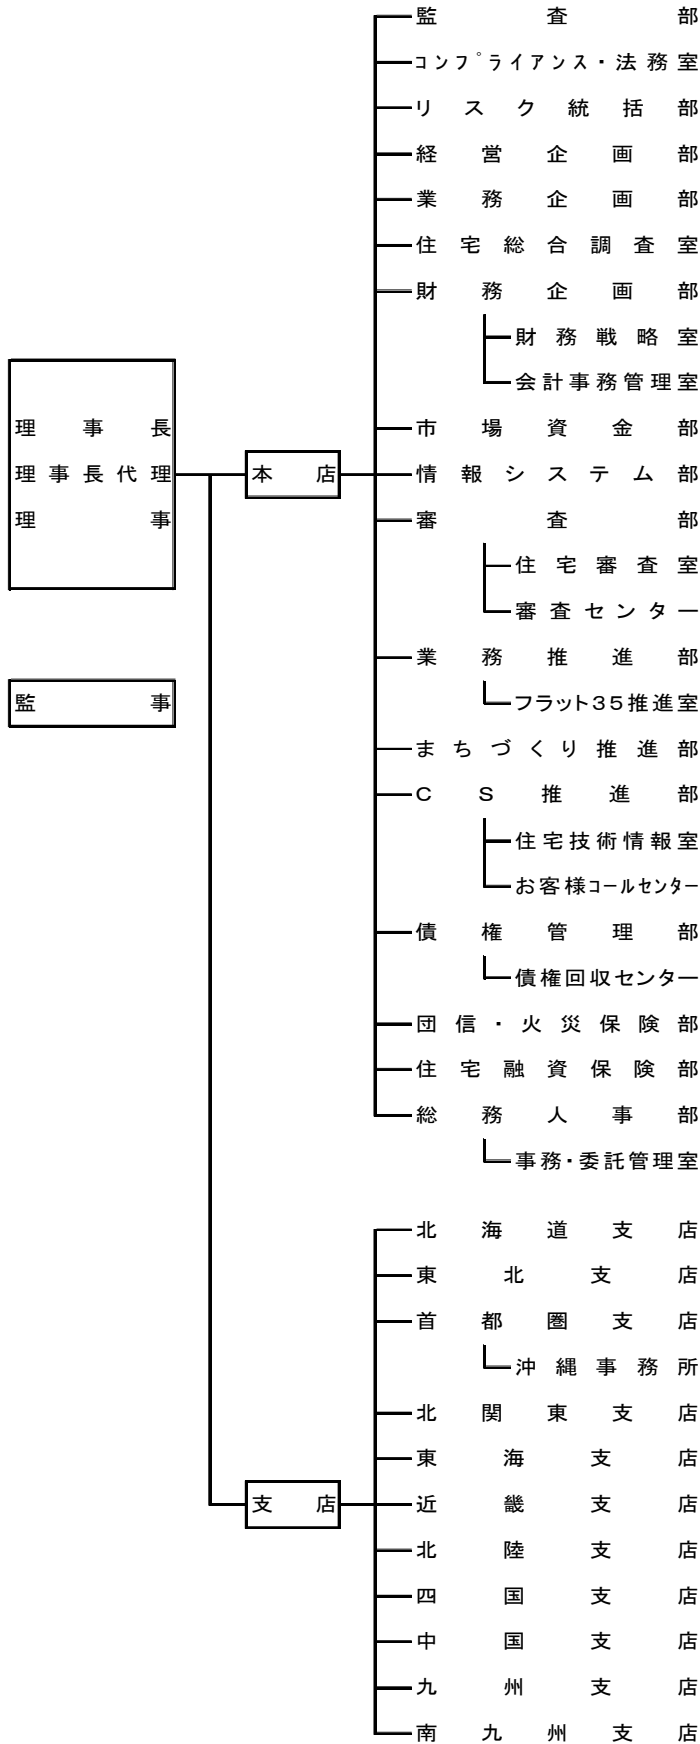 監査部
コンプライアンス・法務室
リスク統括部
経営企画部
業務企画部
住宅総合調査室
財務企画部
財務戦略室
会計事務管理室
理事長
理事長代理
理事
監事
本店
市場資金部
情報システム部
審査部
住宅審査室
審査センター
業務推進部
フラット35推進室
まちづくり推進部
CS推進部
住宅技術情報室
お客様コールセンター
債権管理部
債権回収センター
団信・火災保険部
住宅融資保険部
総務人事部
事務・委託管理室
支店
北海道支店
東北支店
首都圏支店
沖縄事務所
北関東支店
東海支店
近畿支店
北陸支店
四国支店
中国支店
九州支店
南九州支店